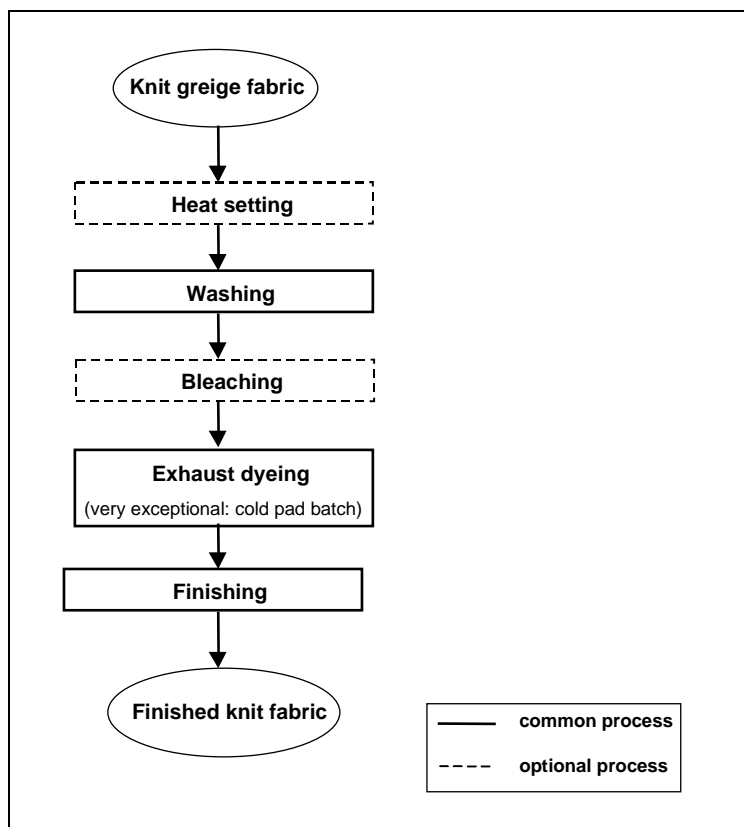 Knit greige fabric
Heat setting
Washing
Bleaching
Exhaust dyeing
(very exceptional: cold pad batch)
Finishing
Finished knit fabric
common process
optional process